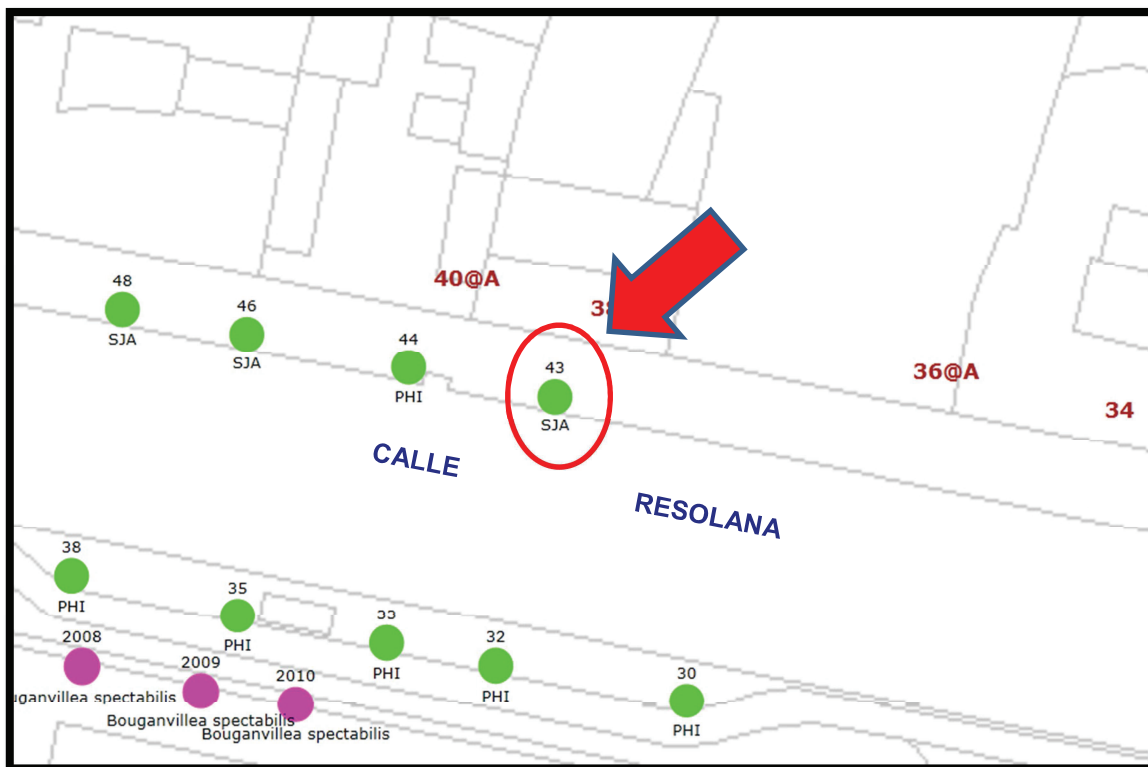 40@A
48
SJA
46
SJA
44
PHI
43
SJA
36@A
34
CALLE
RESOLANA
38
PHI
35
PHI
PHI
32
PHI
30
PHI
2008
2009
2010
Bouganvillea spectabilis
Bouganvillea spectabilis
spectabilis